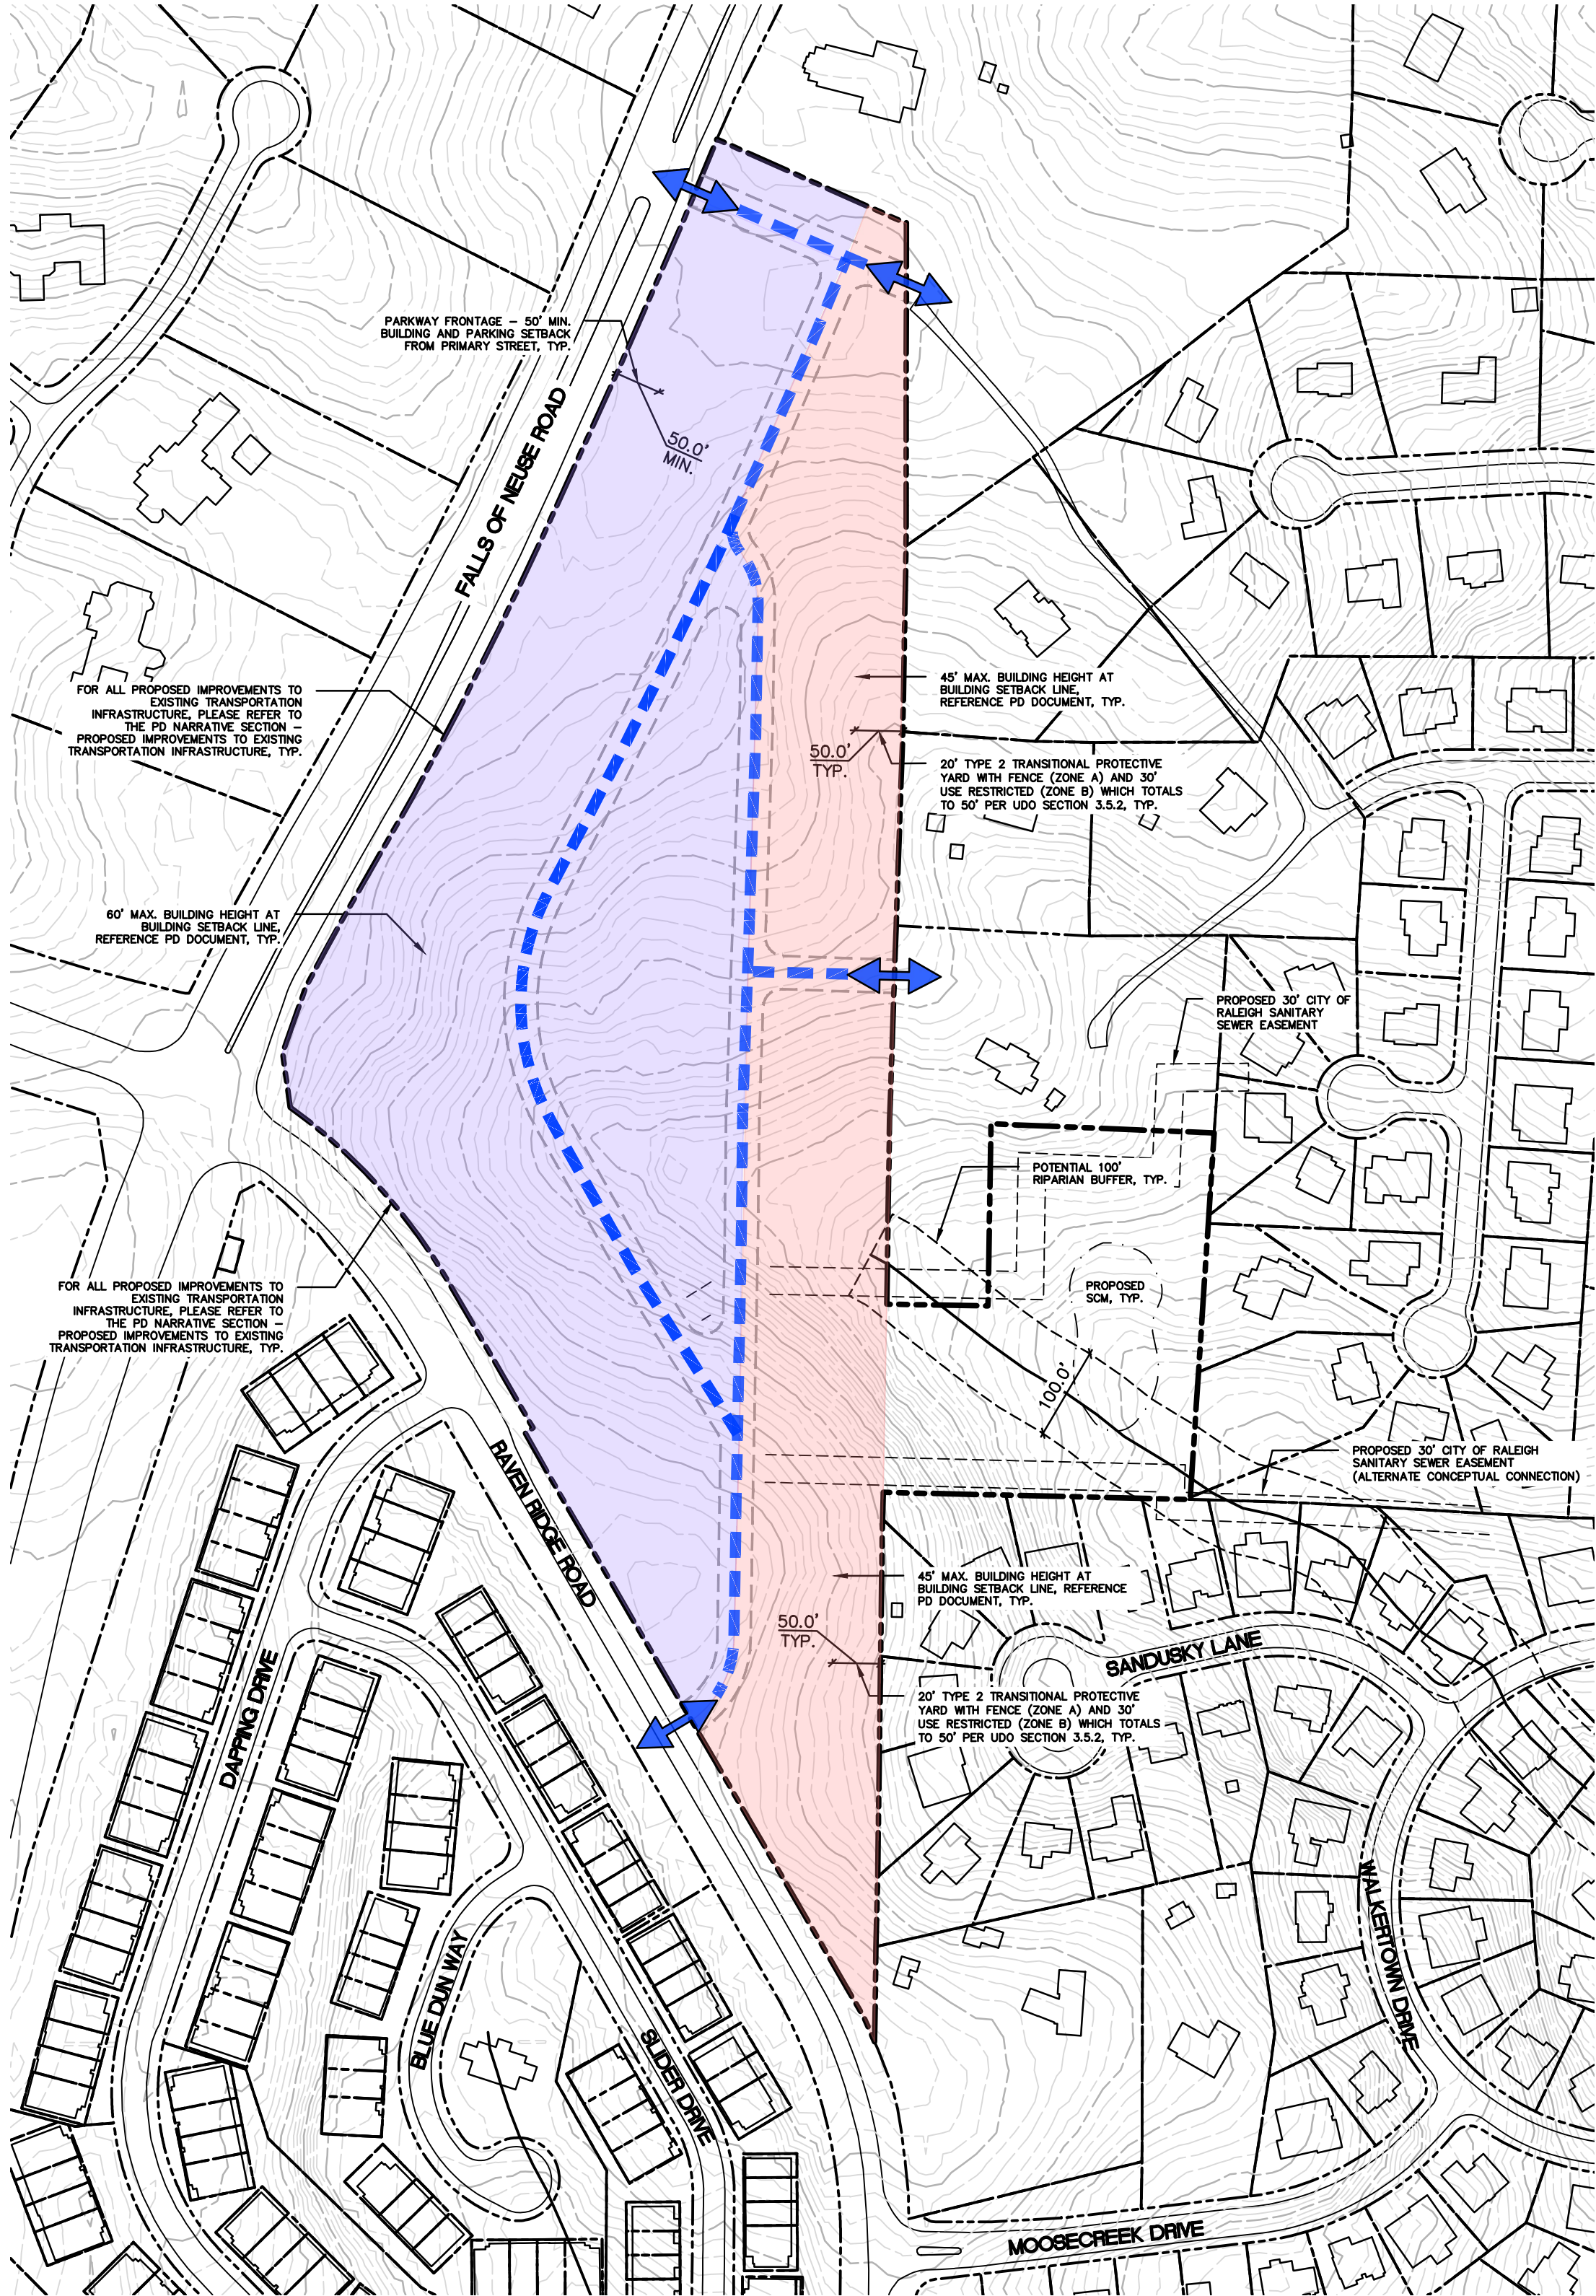 PARKWAY FRONTAGE – 50' MIN.
BUILDING AND PARKING SETBACK
FROM PRIMARY STREET, TYP.
50.0'
MIN.
FALLS OF NEUSE ROAD
FOR ALL PROPOSED IMPROVEMENTS TO
EXISTING TRANSPORTATION
INFRASTRUCTURE, PLEASE REFER TO
THE PD NARRATIVE SECTION –
PROPOSED IMPROVEMENTS TO EXISTING
TRANSPORTATION INFRASTRUCTURE, TYP.
45' MAX. BUILDING HEIGHT AT
BUILDING SETBACK LINE,
REFERENCE PD DOCUMENT, TYP.
50.0'
TYP.
20' TYPE 2 TRANSITIONAL PROTECTIVE
YARD WITH FENCE (ZONE A) AND 30'
USE RESTRICTED (ZONE B) WHICH TOTALS
TO 50' PER UDO SECTION 3.5.2, TYP.
60' MAX. BUILDING HEIGHT AT
BUILDING SETBACK LINE,
REFERENCE PD DOCUMENT, TYP.
PROPOSED 30' CITY OF
RALEIGH SANITARY
SEWER EASEMENT
POTENTIAL 100'
RIPARIAN BUFFER, TYP.
PROPOSED
SCM, TYP.
FOR ALL PROPOSED IMPROVEMENTS TO
EXISTING TRANSPORTATION
INFRASTRUCTURE, PLEASE REFER TO
THE PD NARRATIVE SECTION –
PROPOSED IMPROVEMENTS TO EXISTING
TRANSPORTATION INFRASTRUCTURE, TYP.
100.0'
PROPOSED 30' CITY OF RALEIGH
SANITARY SEWER EASEMENT
(ALTERNATE CONCEPTUAL CONNECTION)
RAVEN RIDGE ROAD
45' MAX. BUILDING HEIGHT AT
BUILDING SETBACK LINE, REFERENCE
PD DOCUMENT, TYP.
50.0'
TYP.
SANDUSKY LANE
20' TYPE 2 TRANSITIONAL PROTECTIVE
YARD WITH FENCE (ZONE A) AND 30'
USE RESTRICTED (ZONE B) WHICH TOTALS
TO 50' PER UDO SECTION 3.5.2, TYP.
DAPPING DRIVE
WALKERTOWN DRIVE
BLUE DUN WAY
SLIDER DRIVE
MOOSECREEK DRIVE